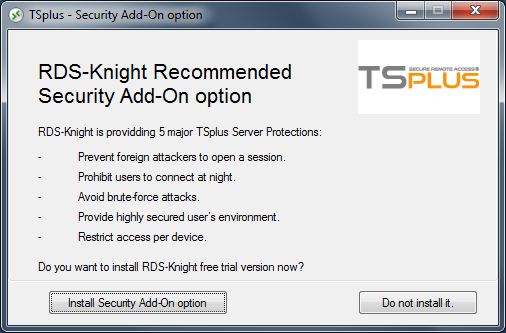 TSplus - Security Add-On option
RDS-Knight Recommended
Security Add-On option
SECURE REMOTE ACCESS
TSPLUS
RDS-Knight is providding 5 major TSplus Server Protections:
- Prevent foreign attackers to open a session.
- Prohibit users to connect at night.
- Avoid brute-force attacks.
- Provide highly secured user's environment.
- Restrict access per device.
Do you want to install RDS-Knight free trial version now?
Install Security Add-On option
Do not install it.